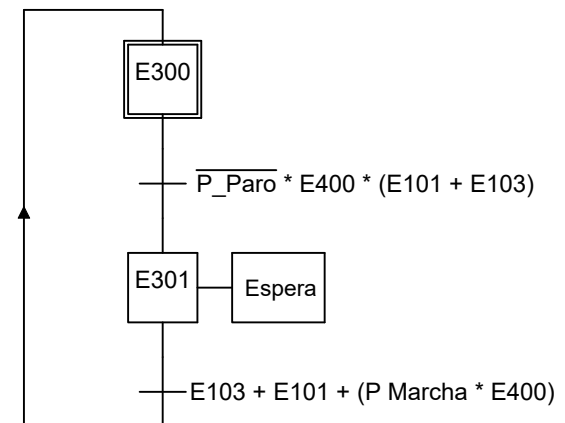 E300
P_Paro * E400 * (E101 + E103)
E301
Espera
E103 + E101 + (P Marcha * E400)